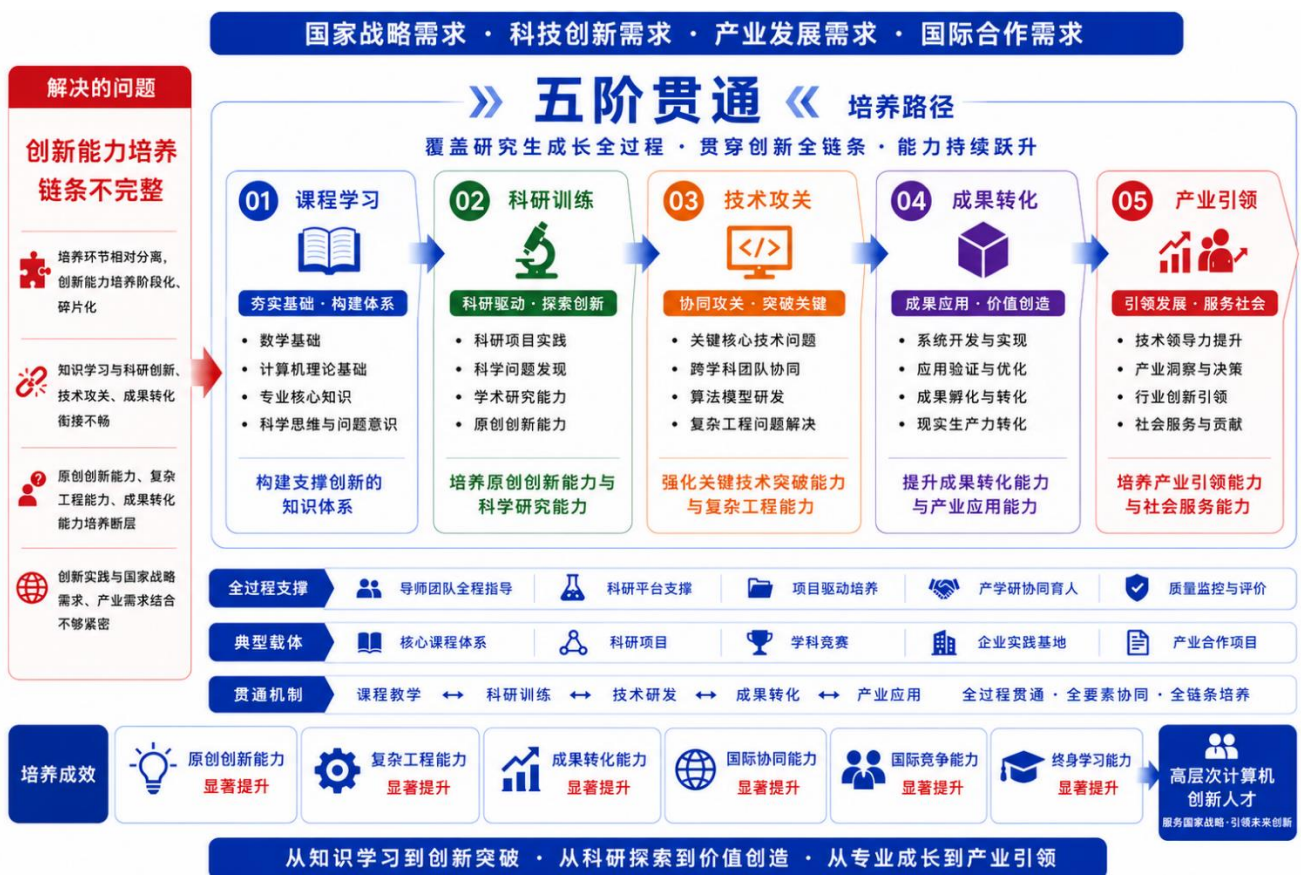 国家战略需求 · 科技创新需求 · 产业发展需求 · 国际合作需求
解决的问题
创新能力培养
链条不完整
培养环节相对分离，
创新能力培养阶段化、
碎片化
知识学习与科研创新、
技术攻关、成果转化
衔接不畅
原创创新能力、复杂
工程能力、成果转化
能力培养断层
创新实践与国家战略
需求、产业需求结合
不够紧密
五阶贯通 培养路径
覆盖研究生成长全过程 · 贯穿创新全链条 · 能力持续跃升
01 课程学习
夯实基础 · 构建体系
• 数学基础
• 计算机理论基础
• 专业核心知识
• 科学思维与问题意识
构建支撑创新的
知识体系
02 科研训练
科研驱动 · 探索创新
• 科研项目实践
• 科学问题发现
• 学术研究能力
• 原创创新能力
培养原创创新能力与
科学研究能力
03 技术攻关
</>
协同攻关 · 突破关键
• 关键核心技术问题
• 跨学科团队协同
• 算法模型研发
• 复杂工程问题解决
强化关键技术突破能力
与复杂工程能力
04 成果转化
成果应用 · 价值创造
• 系统开发与实现
• 应用验证与优化
• 成果孵化与转化
• 现实生产力转化
提升成果转化能力
与产业应用能力
05 产业引领
引领发展 · 服务社会
• 技术领导力提升
• 产业洞察与决策
• 行业创新引领
• 社会服务与贡献
培养产业引领能力
与社会服务能力
全过程支撑 导师团队全程指导 科研平台支撑 项目驱动培养 产学研协同育人 质量监控与评价
典型载体 核心课程体系 科研项目 学科竞赛 企业实践基地 产业合作项目
贯通机制 课程教学 ↔ 科研训练 ↔ 技术研发 ↔ 成果转化 ↔ 产业应用 全过程贯通 · 全要素协同 · 全链条培养
培养成效
原创创新能力
显著提升
复杂工程能力
显著提升
成果转化能力
显著提升
国际协同能力
显著提升
国际竞争能力
显著提升
终身学习能力
显著提升
高层次计算机
创新人才
服务国家战略·引领未来创新
从知识学习到创新突破 · 从科研探索到价值创造 · 从专业成长到产业引领